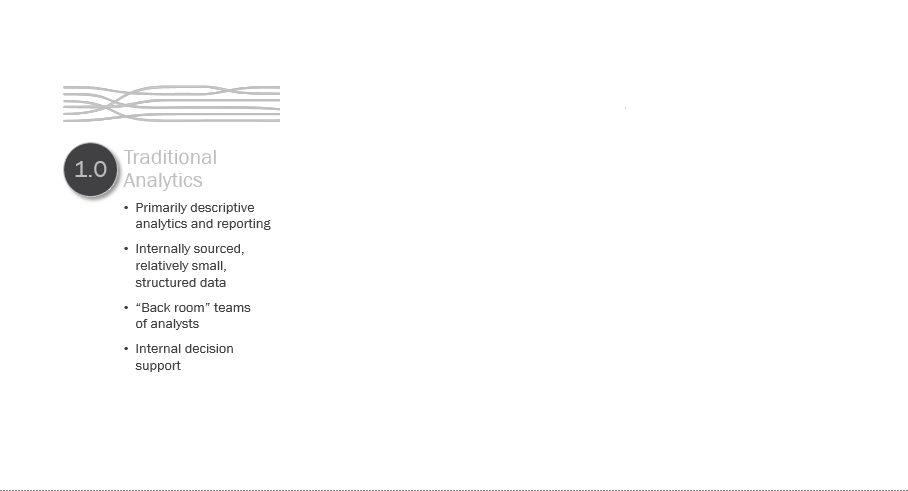 1.0
Traditional
Analytics
• Primarily descriptive
analytics and reporting
• Internally sourced,
relatively small,
structured data
• “Back room” teams
of analysts
• Internal decision
support